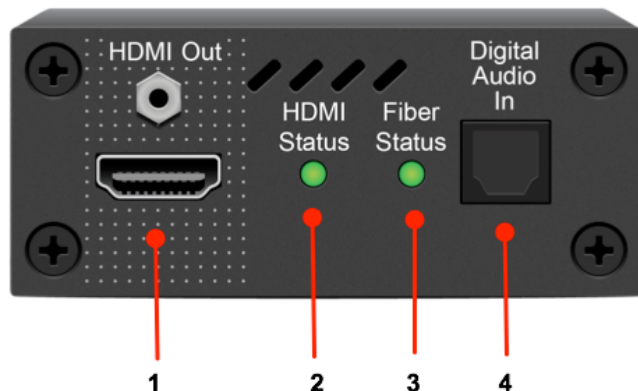 HDMI Out
HDMI
Status
Fiber
Status
Digital
Audio
In
1
2
3
4